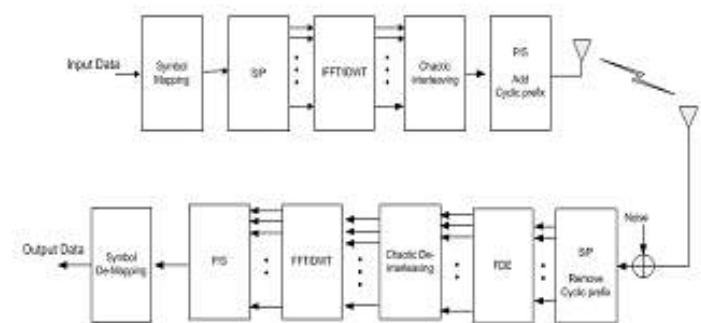 Input Data
Symbol
Mapping
S/P
IFFT/IDWT
Chaotic
interleaving
P/S
Add
Cyclic prefix
Output Data
Symbol
De-Mapping
P/S
FFT/DWT
Chaotic De-
interleaving
FDE
S/P
Remove
Cyclic prefix
Noise